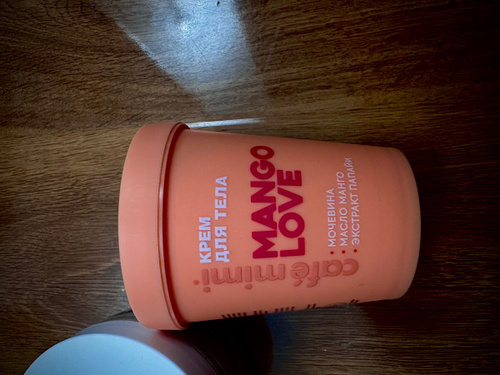 КРЕМ
ДЛЯ ТЕЛА
MANGO
LOVE
café mimi
• МОЧЕВИНА
• МАСЛО МАНГО
• ЭКСТРАКТ ПАПАЙИ